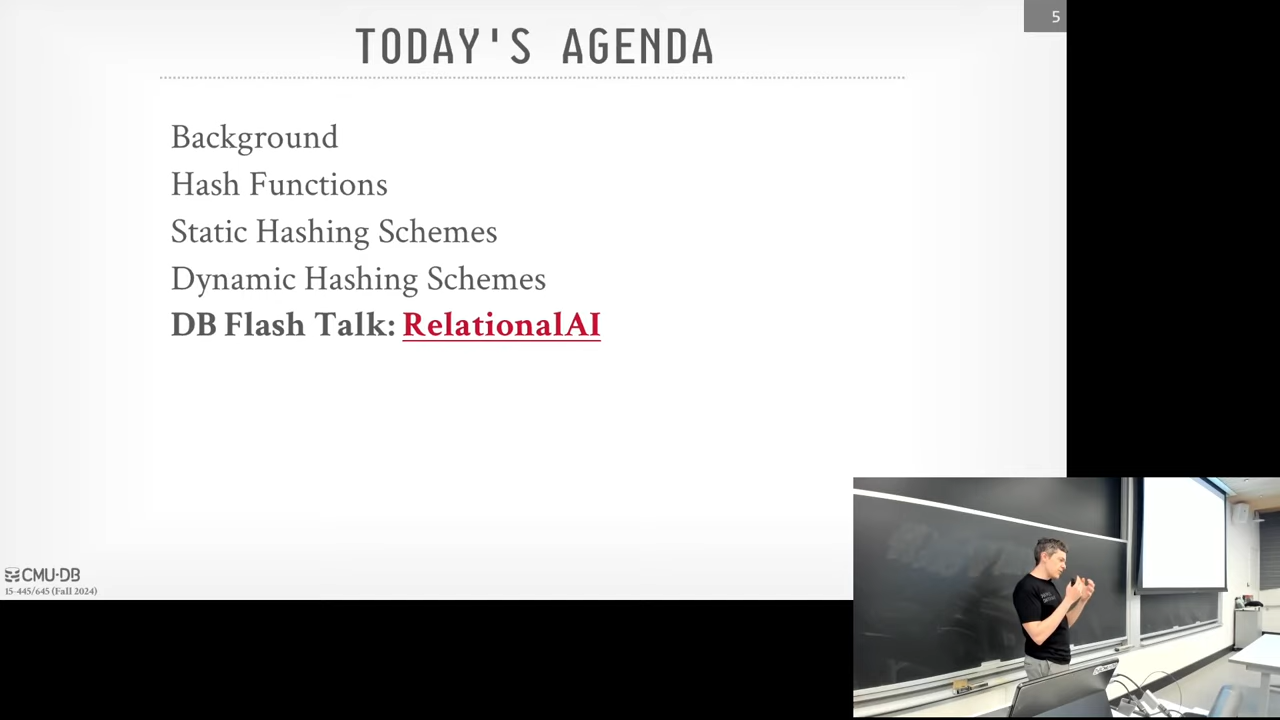 5
TODAY'S AGENDA
Background
Hash Functions
Static Hashing Schemes
Dynamic Hashing Schemes
DB Flash Talk: RelationalAI
CMU·DB
15-445/645 (Fall 2024)